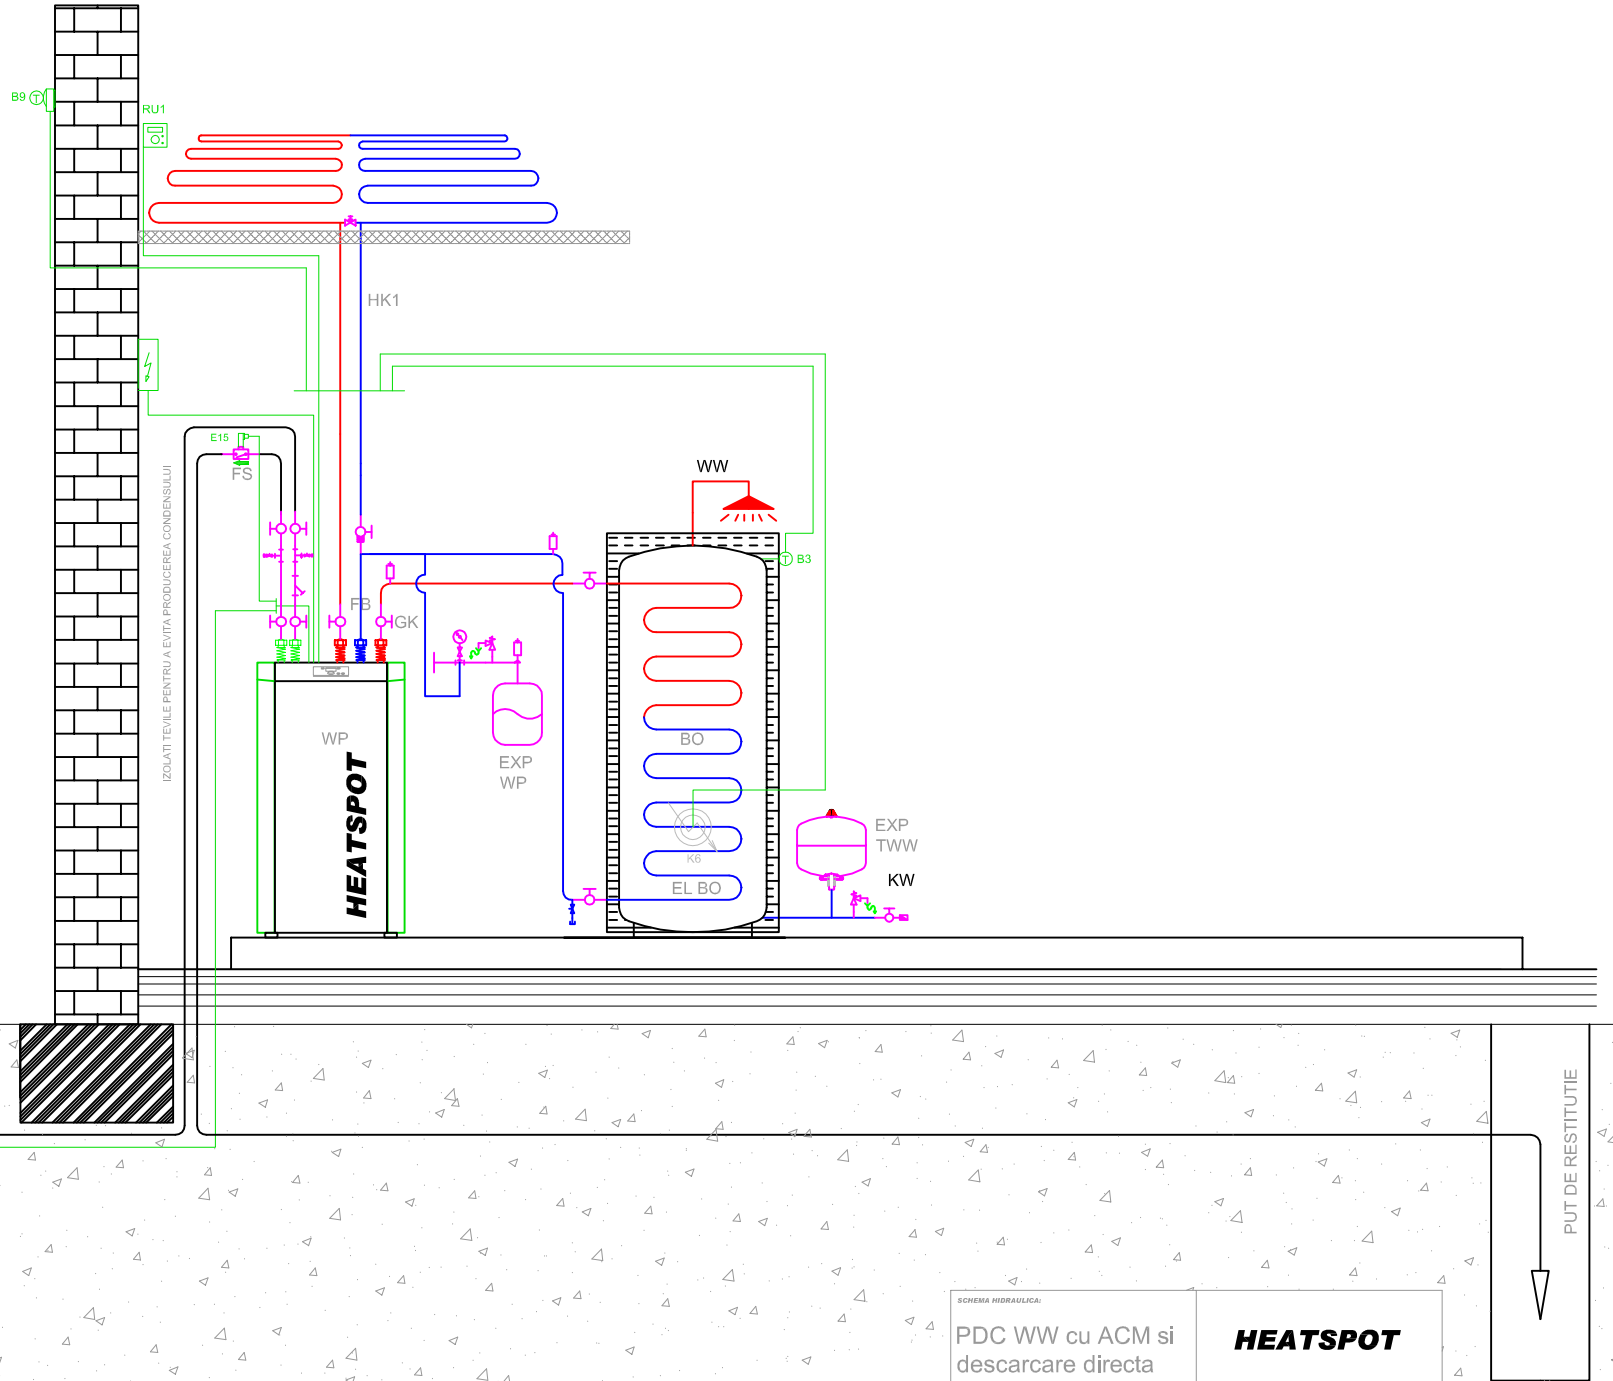 B9
T
RU1
HK1
E15
FS
IZOLATI TEVILE PENTRU A EVITA PRODUCEREA CONDENSULUI
WW
T
B3
FB
GK
WP
HEATSPOT
EXP
WP
BO
K6
EL BO
EXP
TWW
KW
PUT DE RESTITUTIE
SCHEMA HIDRAULICA:
PDC WW cu ACM si
descarcare directa
HEATSPOT